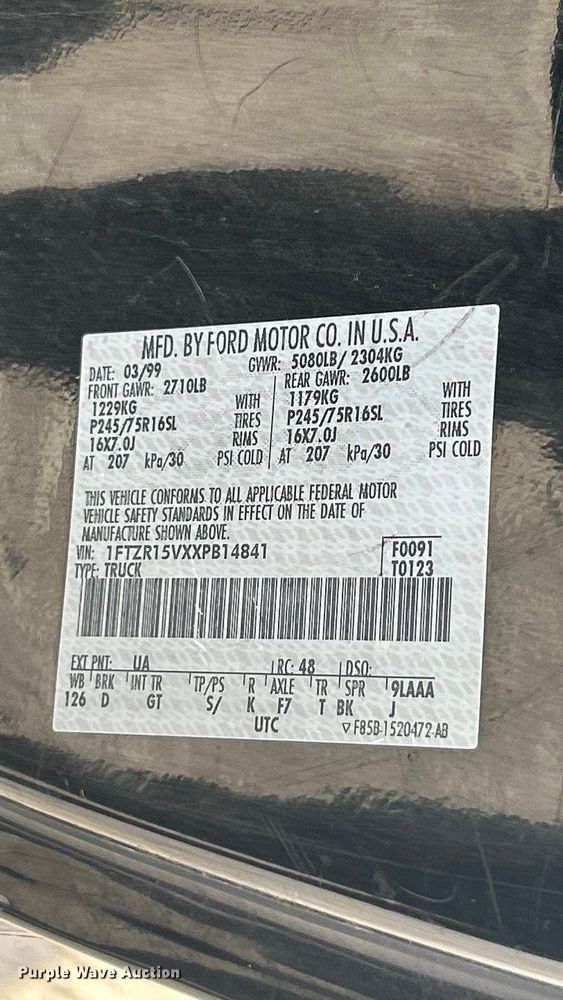 MFD. BY FORD MOTOR CO. IN U.S.A.
DATE: 03/99 GVWR: 5080LB/ 2304KG
FRONT GAWR: 2710LB REAR GAWR: 2600LB
1229KG WITH 1179KG WITH
P245/75R16SL TIRES P245/75R16SL TIRES
16X7.0J RIMS 16X7.0J RIMS
AT 207 kPa/30 PSI COLD AT 207 kPa/30 PSI COLD
THIS VEHICLE CONFORMS TO ALL APPLICABLE FEDERAL MOTOR
VEHICLE SAFETY STANDARDS IN EFFECT ON THE DATE OF
MANUFACTURE SHOWN ABOVE.
VIN: 1FTZR15VXXPB14841 F0091
TYPE: TRUCK T0123
EXT PNT: UA RC: 48 DSO:
WB BRK INT TR TP/PS R AXLE TR SPR 9LAAA
126 D GT S/ K F7 T BK J
UTC ▽F85B-1520472-AB
Purple Wave Auction